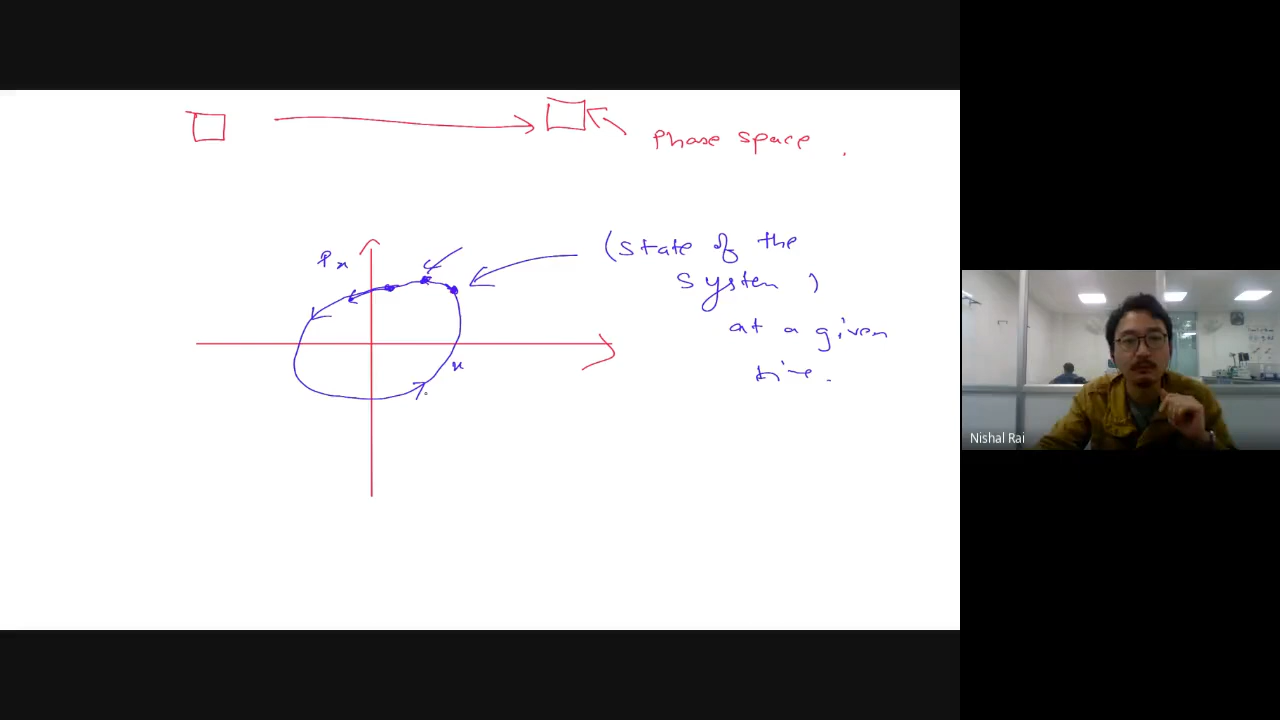 Phase space .
Px
(state of the
system )
at a given
time .
x
Nishal Rai